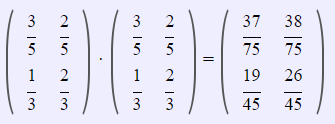 ( 3/5 2/5 ) · ( 3/5 2/5 ) = ( 37/75 38/75 )
( 1/3 2/3 ) ( 1/3 2/3 ) ( 19/45 26/45 )